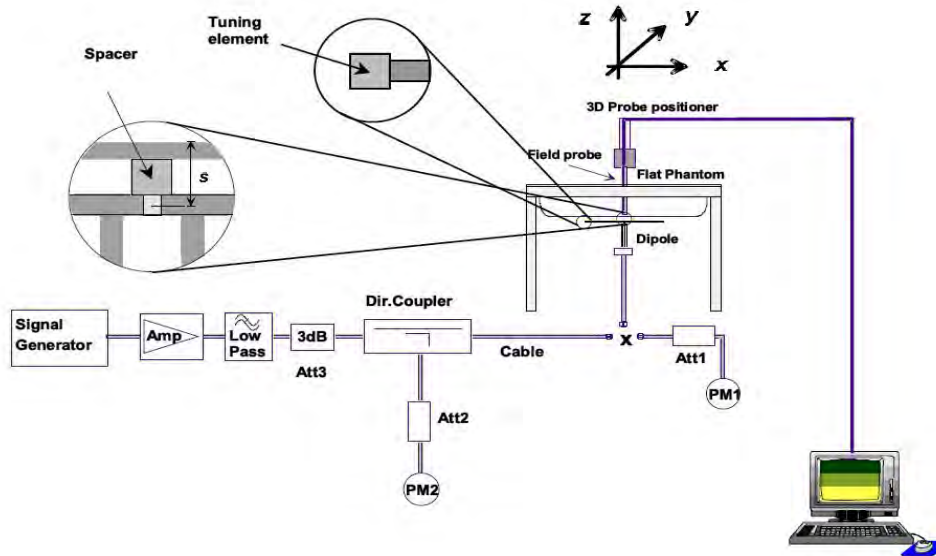 Tuning
element
z
y
x
Spacer
s
3D Probe positioner
Field probe
Flat Phantom
Dipole
Dir.Coupler
Signal
Generator
Amp
Low
Pass
3dB
Att3
Cable
x
Att1
PM1
Att2
PM2